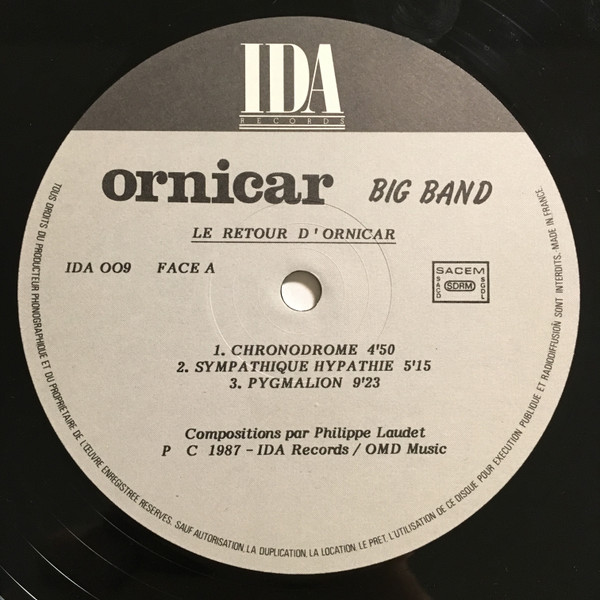 IDA
RECORDS
ornicar BIG BAND
LE RETOUR D'ORNICAR
IDA 009 FACE A
SACEM
SACD SDRM SGDL
1. CHRONODROME 4'50
2. SYMPATHIQUE HYPATHIE 5'15
3. PYGMALION 9'23
Compositions par Philippe Laudet
P C 1987 - IDA Records / OMD Music
TOUS DROITS DU PRODUCTEUR PHONOGRAPHIQUE ET DU PROPRIETAIRE DE L'ŒUVRE ENREGISTREE RESERVES. SAUF AUTORISATION, LA DUPLICATION, LA LOCATION, LE PRET, L'UTILISATION DE CE DISQUE POUR EXECUTION PUBLIQUE ET RADIODIFFUSION SONT INTERDITS. MADE IN FRANCE.